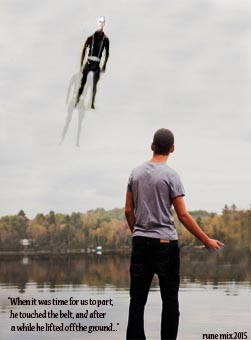 "When it was time for us to part,
he touched the belt, and after
a while he lifted off the ground..."
rune mix 2015